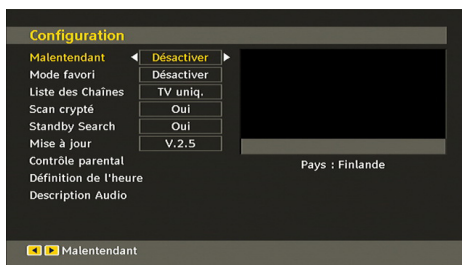 Configuration
Malentendant Désactiver
Mode favori Désactiver
Liste des Chaînes TV uniq.
Scan crypté Oui
Standby Search Oui
Mise à jour V.2.5
Contrôle parental
Définition de l'heure
Description Audio
Pays : Finlande
Malentendant